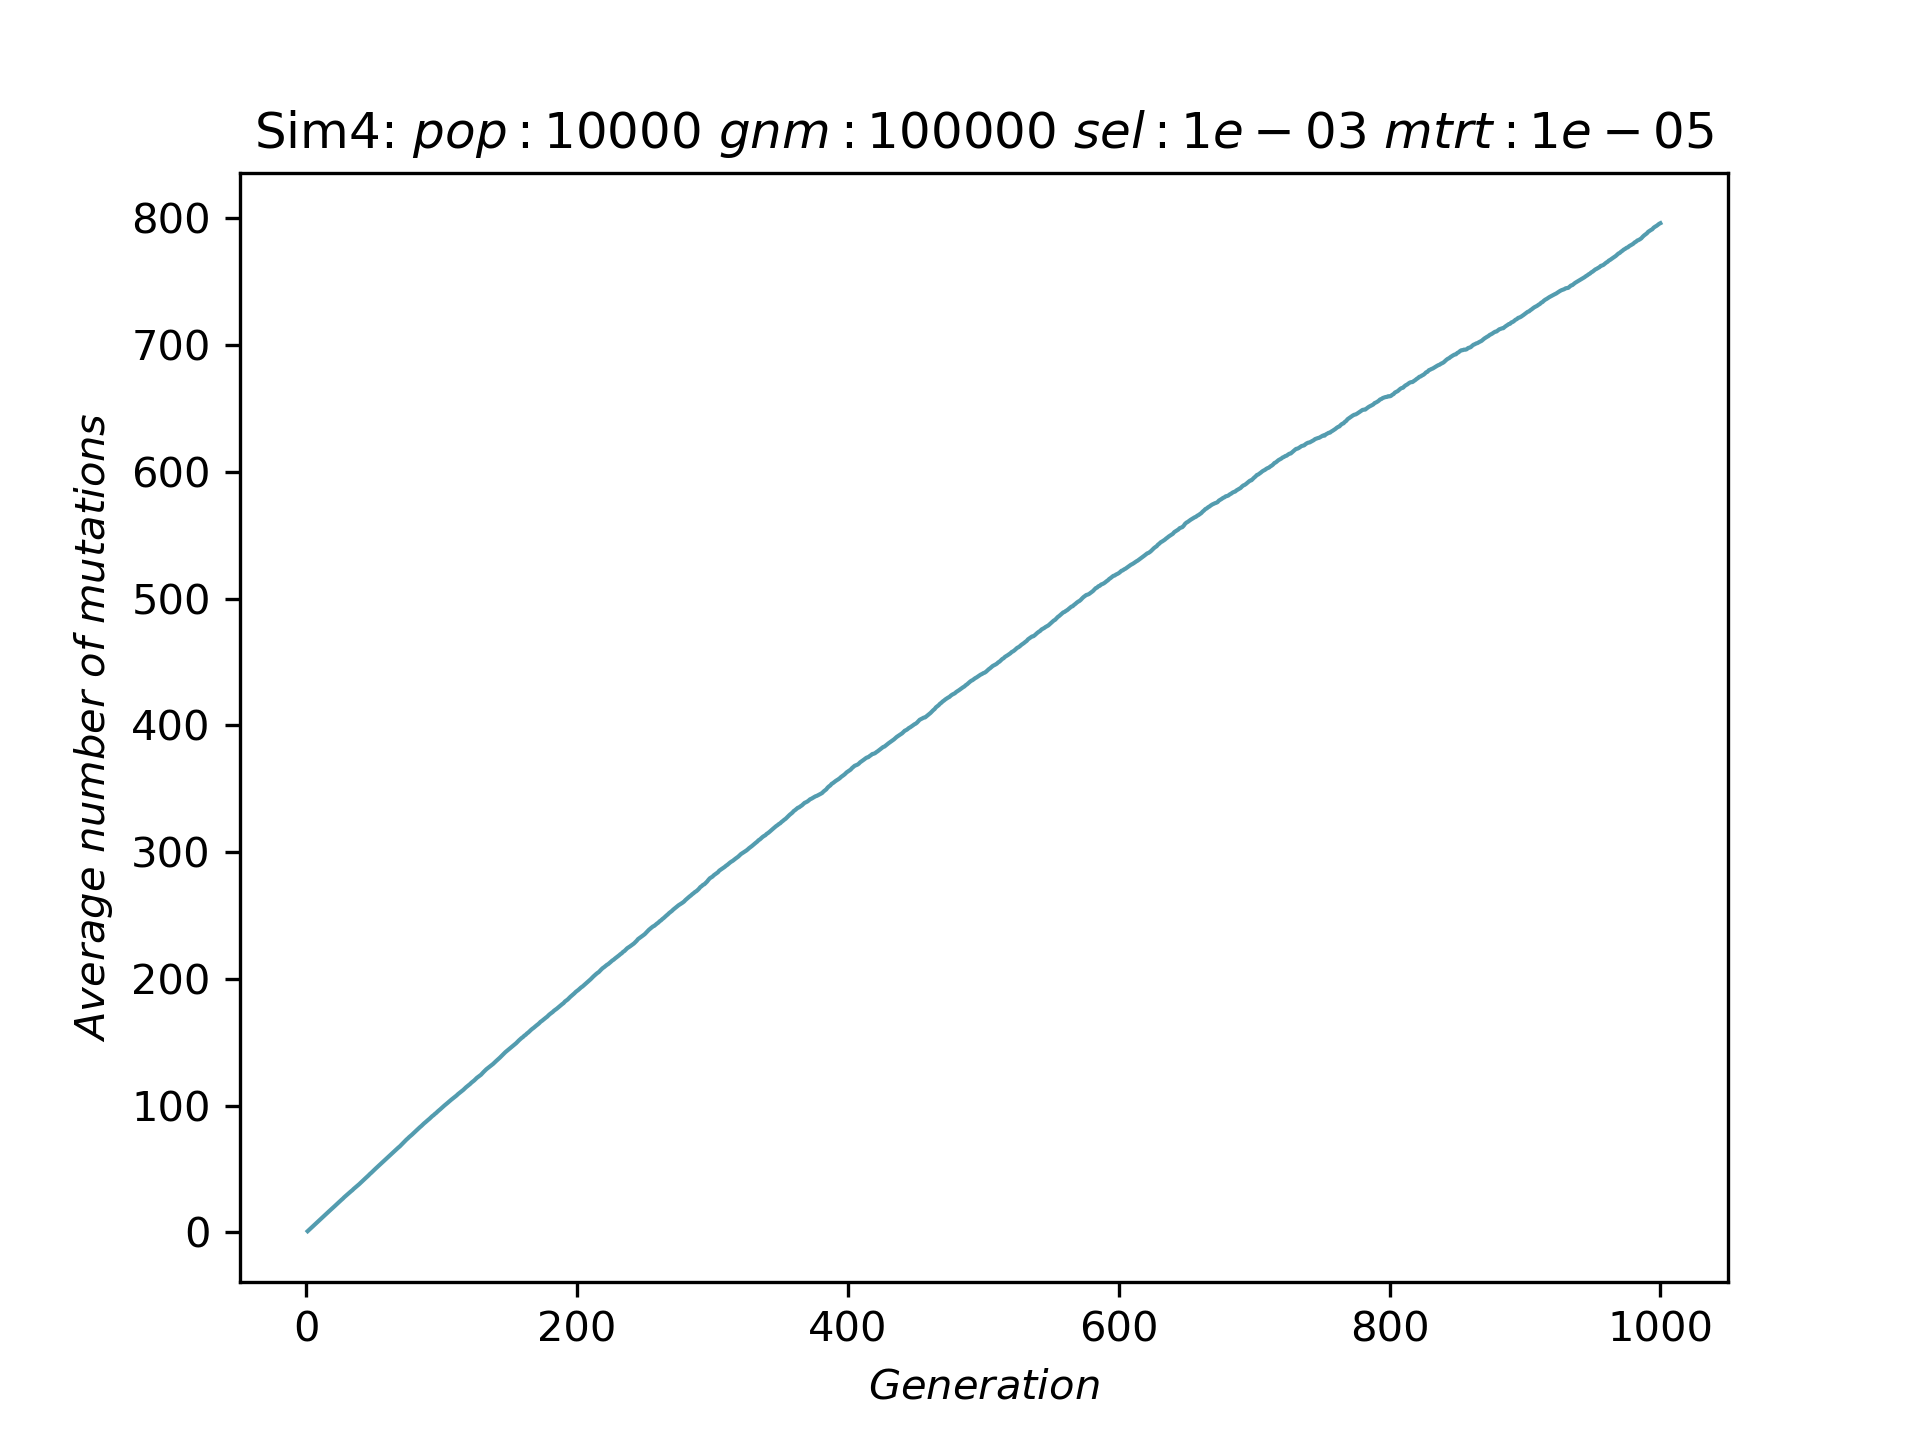 Sim4: pop : 10000 gnm : 100000 sel : 1e − 03 mtrt : 1e − 05
800
700
600
500
400
300
200
100
0
Average number of mutations
0 200 400 600 800 1000
Generation